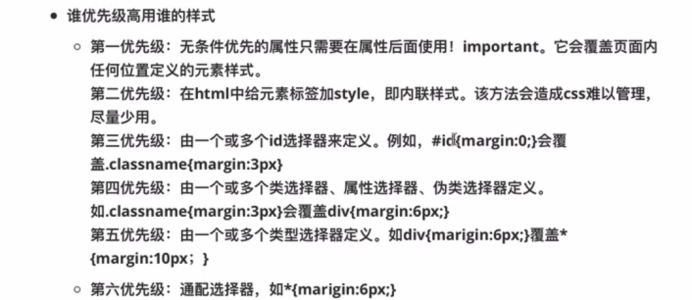 谁优先级高用谁的样式
第一优先级：无条件优先的属性只需要在属性后面使用！important。它会覆盖页面内
任何位置定义的元素样式。
第二优先级：在html中给元素标签加style，即内联样式。该方法会造成css难以管理，
尽量少用。
第三优先级：由一个或多个id选择器来定义。例如，#id{margin:0;}会覆
盖.classname{margin:3px}
第四优先级：由一个或多个类选择器、属性选择器、伪类选择器定义。
如.classname{margin:3px}会覆盖div{margin:6px;}
第五优先级：由一个或多个类型选择器定义。如div{marigin:6px;}覆盖*
{margin:10px；}
第六优先级：通配选择器，如*{marigin:6px;}